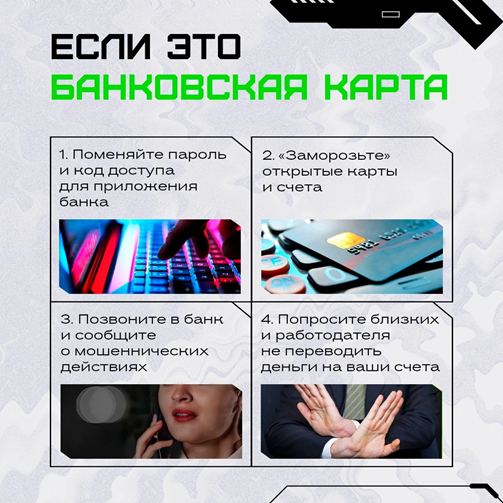 ЕСЛИ ЭТО
БАНКОВСКАЯ КАРТА
1. Поменяйте пароль
и код доступа
для приложения
банка
2. «Заморозьте»
открытые карты
и счета
3. Позвоните в банк
и сообщите
о мошеннических
действиях
4. Попросите близких
и работодателя
не переводить
деньги на ваши счета